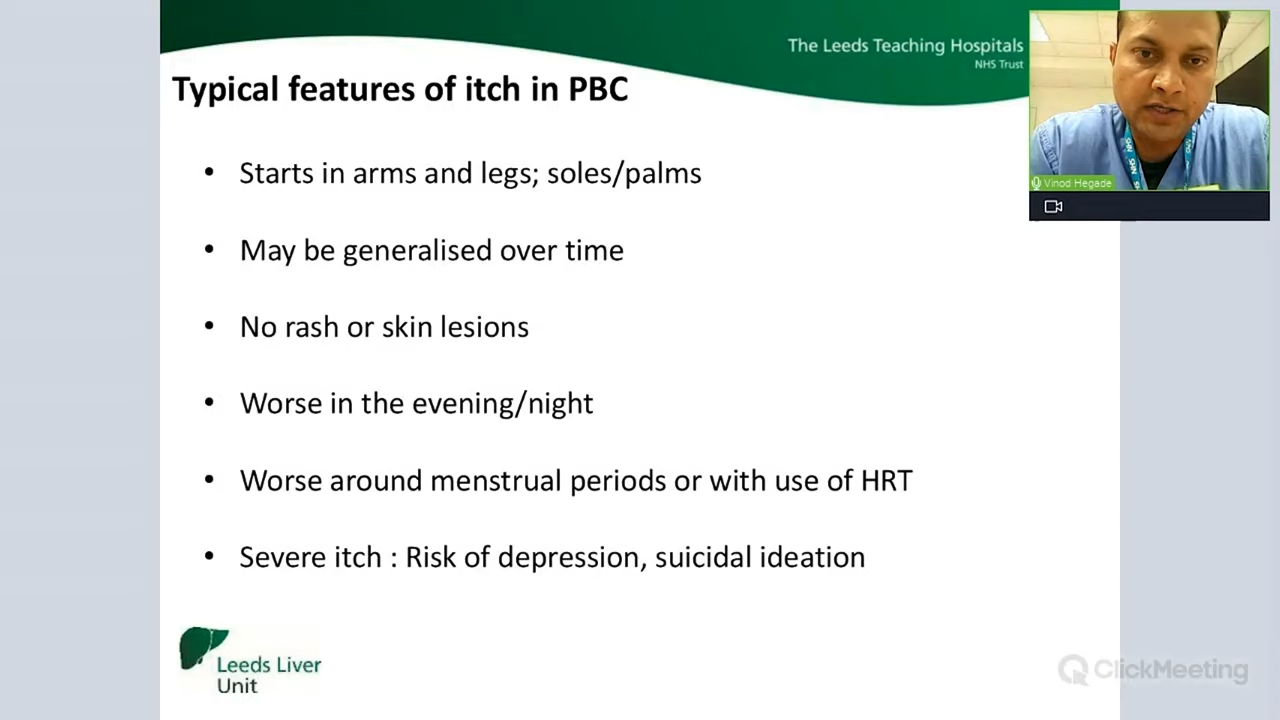 The Leeds Teaching Hospitals
NHS Trust
Typical features of itch in PBC
• Starts in arms and legs; soles/palms
• May be generalised over time
• No rash or skin lesions
• Worse in the evening/night
• Worse around menstrual periods or with use of HRT
• Severe itch : Risk of depression, suicidal ideation
Leeds Liver
Unit
NHS
NHS
Vinod Hegade
ClickMeeting